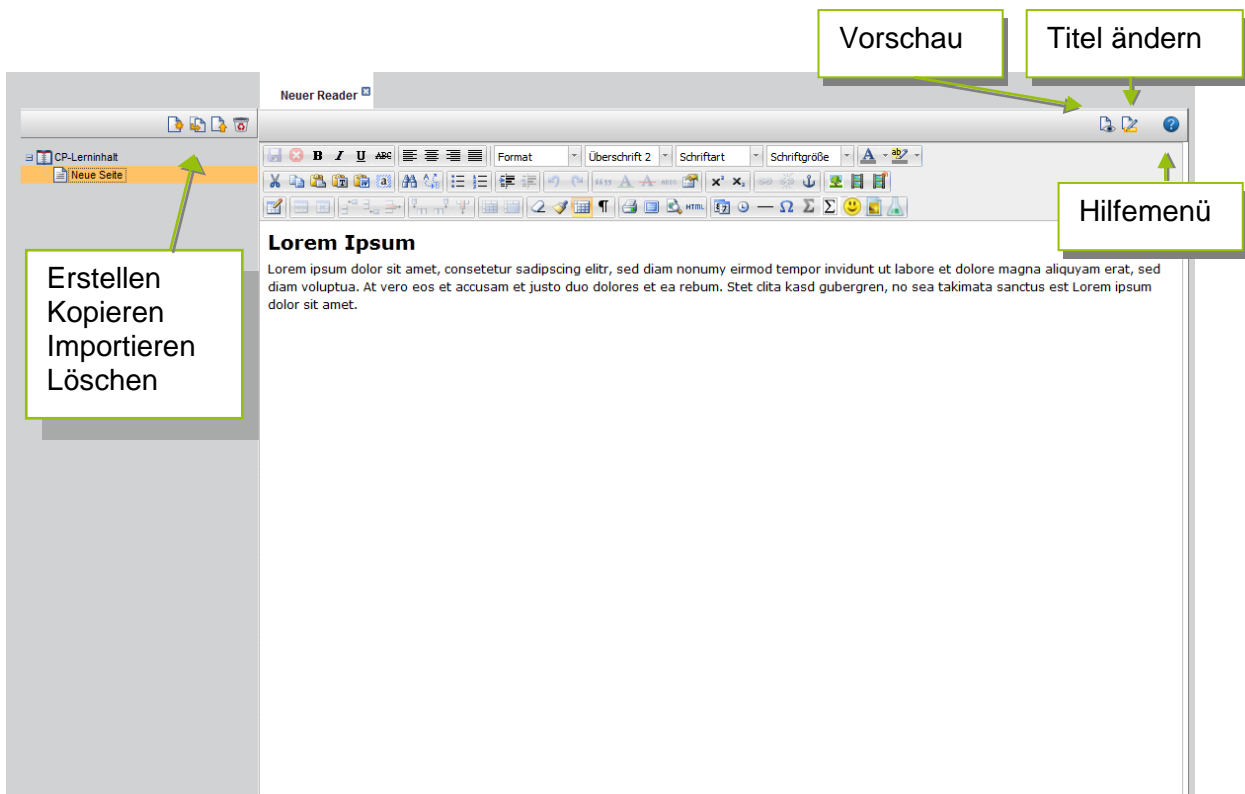 Vorschau
Titel ändern
Neuer Reader
CP-Lerninhalt
Neue Seite
B I U ABC Format Überschrift 2 Schriftart Schriftgröße A ab
HTML
Hilfemenü
Erstellen
Kopieren
Importieren
Löschen
Lorem Ipsum
Lorem ipsum dolor sit amet, consetetur sadipscing elitr, sed diam nonumy eirmod tempor invidunt ut labore et dolore magna aliquyam erat, sed
diam voluptua. At vero eos et accusam et justo duo dolores et ea rebum. Stet clita kasd gubergren, no sea takimata sanctus est Lorem ipsum
dolor sit amet.